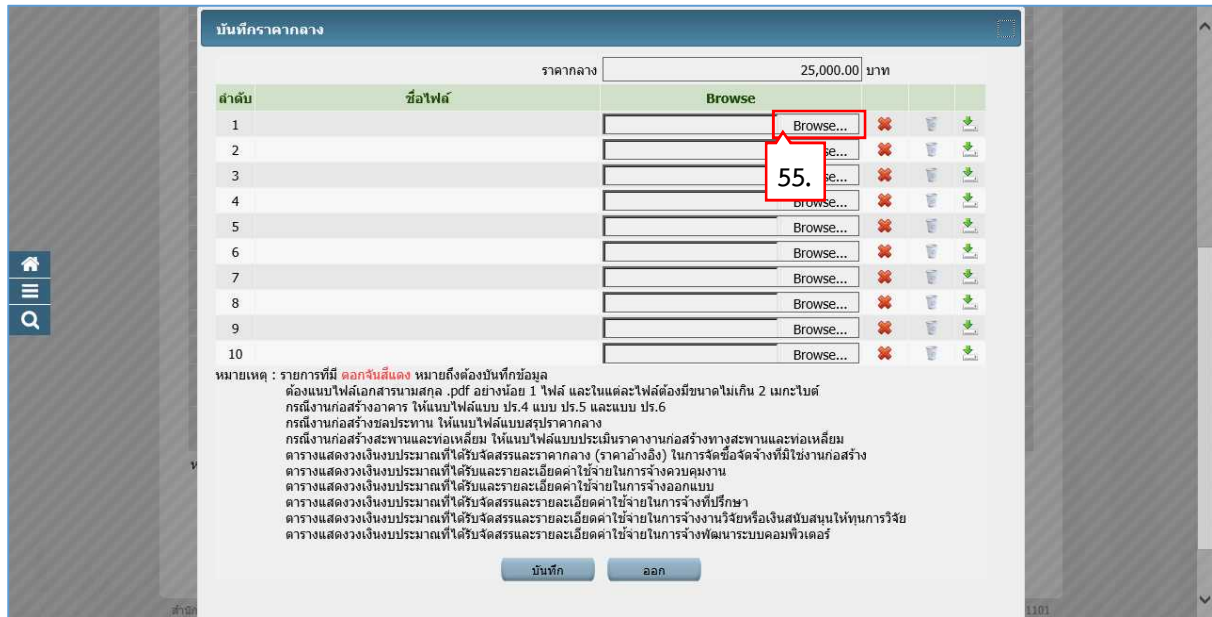 บันทึกราคากลาง
ราคากลาง 25,000.00 บาท
ลำดับ ชื่อไฟล์ Browse
1 Browse...
2 se...
55.
3 se...
4 Browse...
5 Browse...
6 Browse...
7 Browse...
8 Browse...
9 Browse...
10 Browse...
หมายเหตุ : รายการที่มี ดอกจันสีแดง หมายถึงต้องบันทึกข้อมูล
ต้องแนบไฟล์เอกสารนามสกุล .pdf อย่างน้อย 1 ไฟล์ และในแต่ละไฟล์ต้องมีขนาดไม่เกิน 2 เมกะไบต์
กรณีงานก่อสร้างอาคาร ให้แนบไฟล์แบบ ปร.4 แบบ ปร.5 และแบบ ปร.6
กรณีงานก่อสร้างชลประทาน ให้แนบไฟล์แบบสรุปราคากลาง
กรณีงานก่อสร้างสะพานและท่อเหลี่ยม ให้แนบไฟล์แบบประเมินราคางานก่อสร้างทางสะพานและท่อเหลี่ยม
ตารางแสดงวงเงินงบประมาณที่ได้รับจัดสรรและราคากลาง (ราคาอ้างอิง) ในการจัดซื้อจัดจ้างที่มิใช่งานก่อสร้าง
ตารางแสดงวงเงินงบประมาณที่ได้รับและรายละเอียดค่าใช้จ่ายในการจ้างควบคุมงาน
ตารางแสดงวงเงินงบประมาณที่ได้รับจัดสรรและรายละเอียดค่าใช้จ่ายในการจ้างออกแบบ
ตารางแสดงวงเงินงบประมาณที่ได้รับจัดสรรและรายละเอียดค่าใช้จ่ายในการจ้างที่ปรึกษา
ตารางแสดงวงเงินงบประมาณที่ได้รับจัดสรรและรายละเอียดค่าใช้จ่ายในการจ้างงานวิจัยหรือเงินสนับสนุนให้ทุนการวิจัย
ตารางแสดงวงเงินงบประมาณที่ได้รับจัดสรรและรายละเอียดค่าใช้จ่ายในการจ้างพัฒนาระบบคอมพิวเตอร์
บันทึก ออก
1101